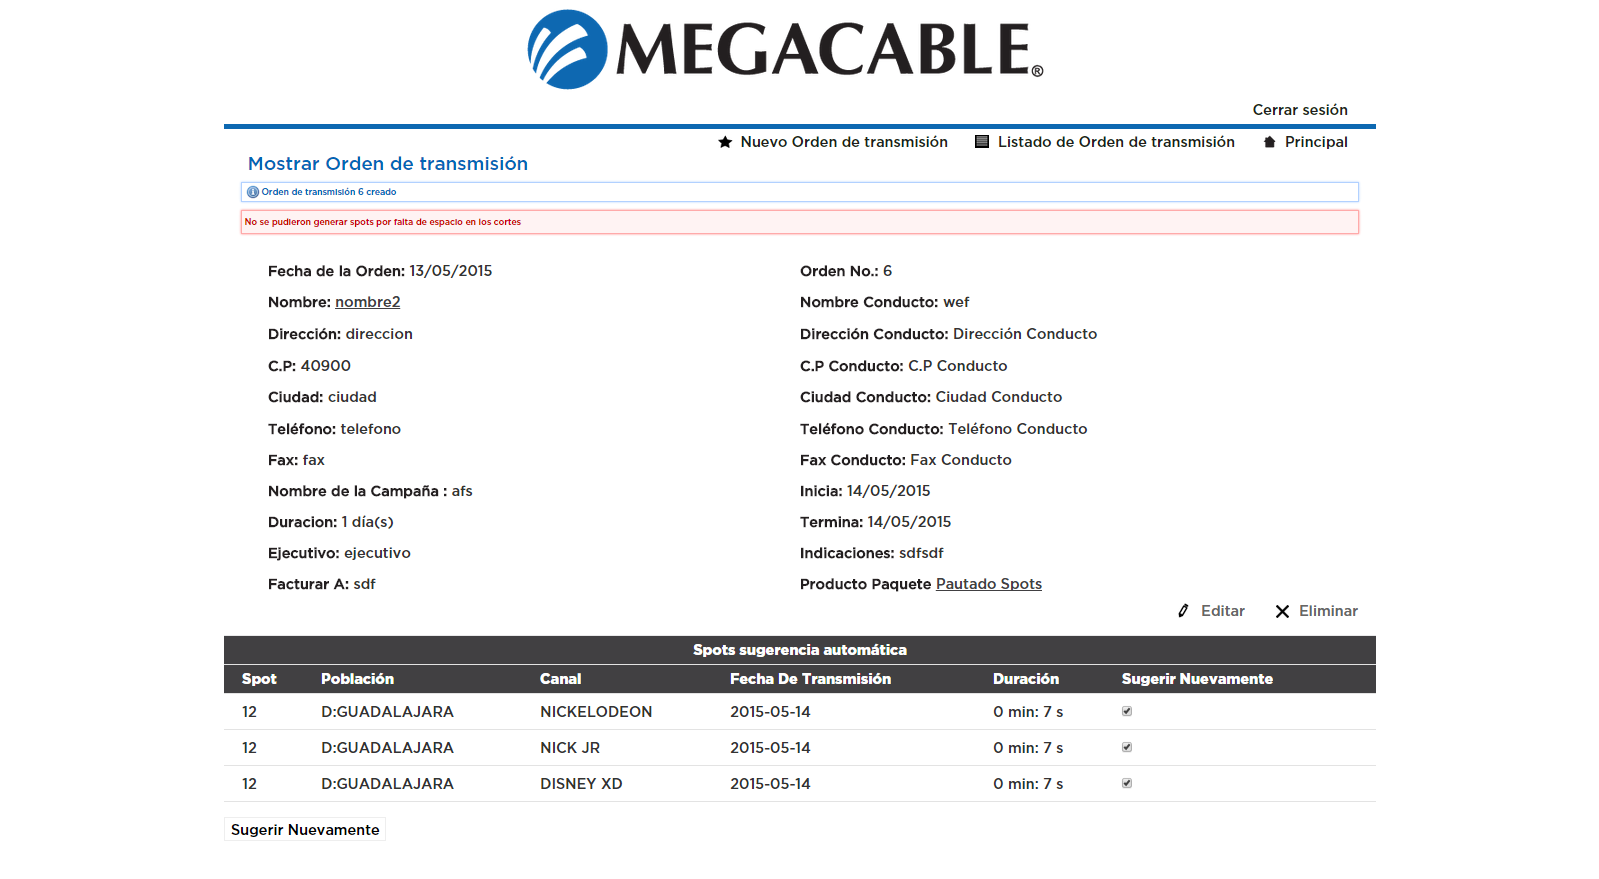 MEGACABLE®
Cerrar sesión
Nuevo Orden de transmisión Listado de Orden de transmisión Principal
Mostrar Orden de transmisión
Orden de transmisión 6 creado
No se pudieron generar spots por falta de espacio en los cortes
Fecha de la Orden: 13/05/2015 Orden No.: 6
Nombre: nombre2 Nombre Conducto: wef
Dirección: direccion Dirección Conducto: Dirección Conducto
C.P: 40900 C.P Conducto: C.P Conducto
Ciudad: ciudad Ciudad Conducto: Ciudad Conducto
Teléfono: telefono Teléfono Conducto: Teléfono Conducto
Fax: fax Fax Conducto: Fax Conducto
Nombre de la Campaña : afs Inicia: 14/05/2015
Duracion: 1 día(s) Termina: 14/05/2015
Ejecutivo: ejecutivo Indicaciones: sdfsdf
Facturar A: sdf Producto Paquete Pautado Spots
Editar Eliminar
Spots sugerencia automática
Spot Población Canal Fecha De Transmisión Duración Sugerir Nuevamente
12 D:GUADALAJARA NICKELODEON 2015-05-14 0 min: 7 s
12 D:GUADALAJARA NICK JR 2015-05-14 0 min: 7 s
12 D:GUADALAJARA DISNEY XD 2015-05-14 0 min: 7 s
Sugerir Nuevamente